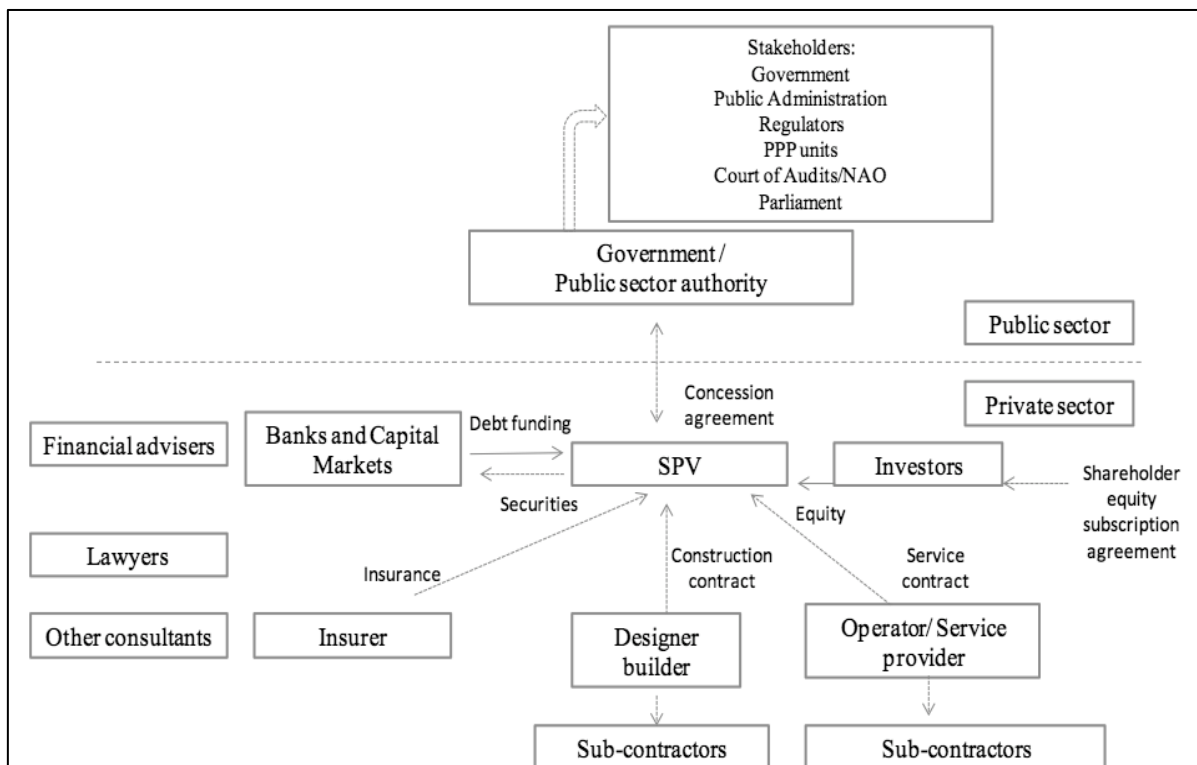 Stakeholders:
Government
Public Administration
Regulators
PPP units
Court of Audits/NAO
Parliament
Government /
Public sector authority
Public sector
Concession
agreement
Private sector
Financial advisers
Banks and Capital
Markets
Debt funding
SPV
Investors
Shareholder
equity
subscription
agreement
Securities
Equity
Lawyers
Insurance
Construction
contract
Service
contract
Other consultants
Insurer
Designer
builder
Operator/ Service
provider
Sub-contractors
Sub-contractors